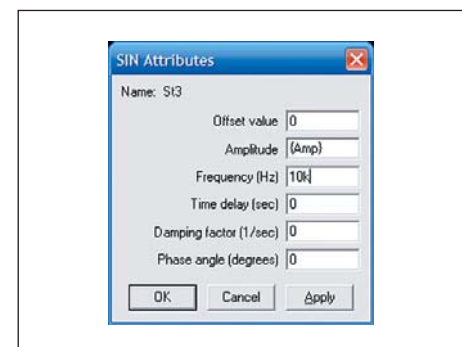 SIN Attributes
Name: St3
Offset value 0
Amplitude {Amp}
Frequency (Hz) 10k
Time delay (sec) 0
Damping factor (1/sec) 0
Phase angle (degrees) 0
OK Cancel Apply